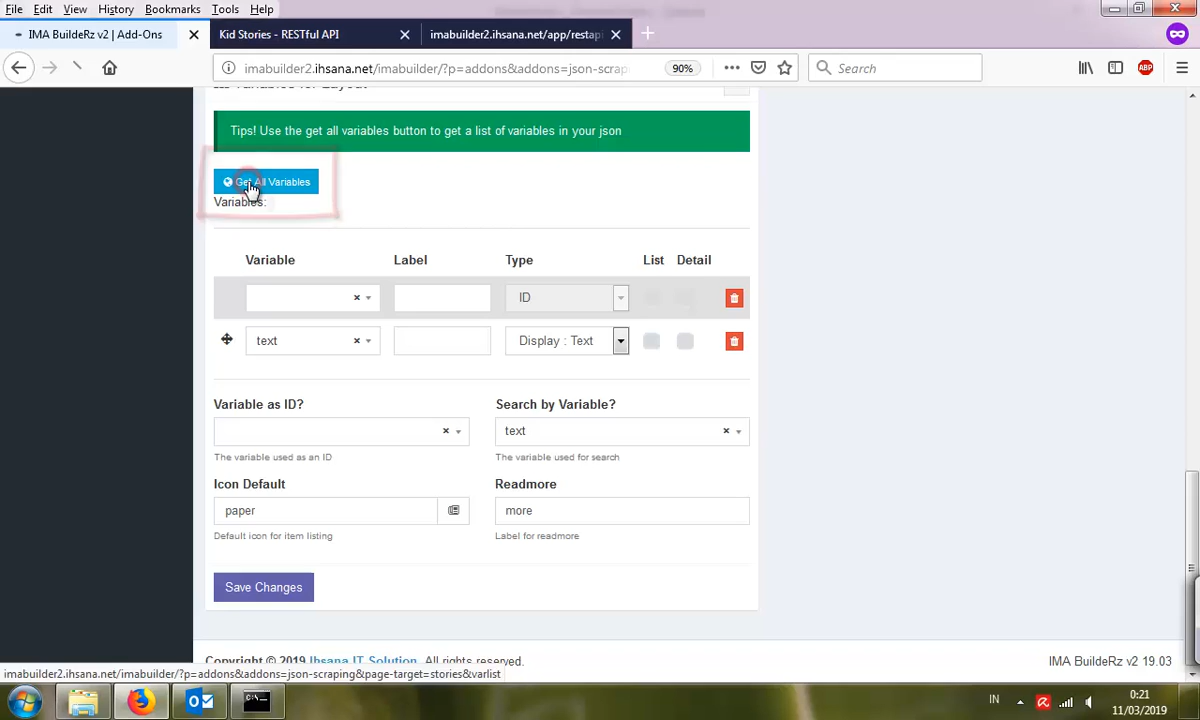 File Edit View History Bookmarks Tools Help
IMA BuildeRz v2 | Add-Ons
Kid Stories - RESTful API
imabuilder2.ihsana.net/app/restapi
imabuilder2.ihsana.net/imabuilder/?p=addons&addons=json-scrap
90%
Search
ABP
III Variables for Layout
Tips! Use the get all variables button to get a list of variables in your json
Get All Variables
Variables:
Variable Label Type List Detail
ID
text Display : Text
Variable as ID? Search by Variable?
text
The variable used as an ID The variable used for search
Icon Default Readmore
paper more
Default icon for item listing Label for readmore
Save Changes
Copyright © 2019 Ihsana IT Solution. All rights reserved. IMA BuildeRz v2 19.03
imabuilder2.ihsana.net/imabuilder/?p=addons&addons=json-scraping&page-target=stories&varlist
IN
0:21
11/03/2019